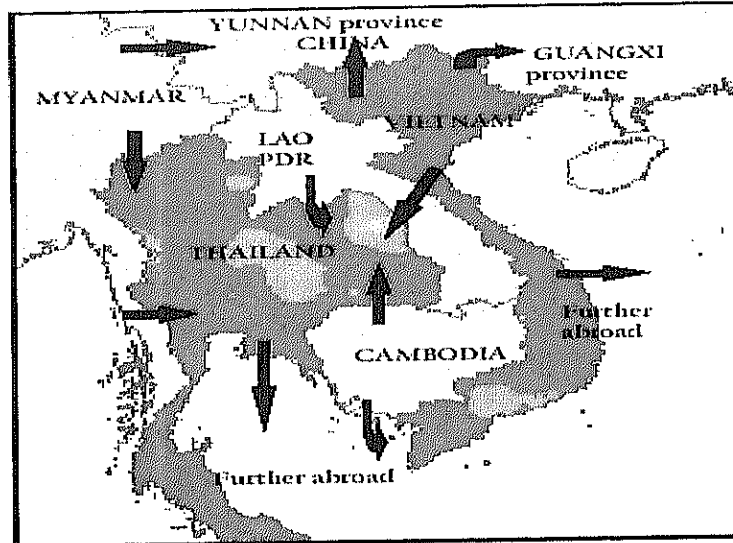 YUNNAN province
CHINA
GUANGXI
province
MYANMAR
VIETNAM
LAO
PDR
THAILAND
Further
abroad
CAMBODIA
Further abroad